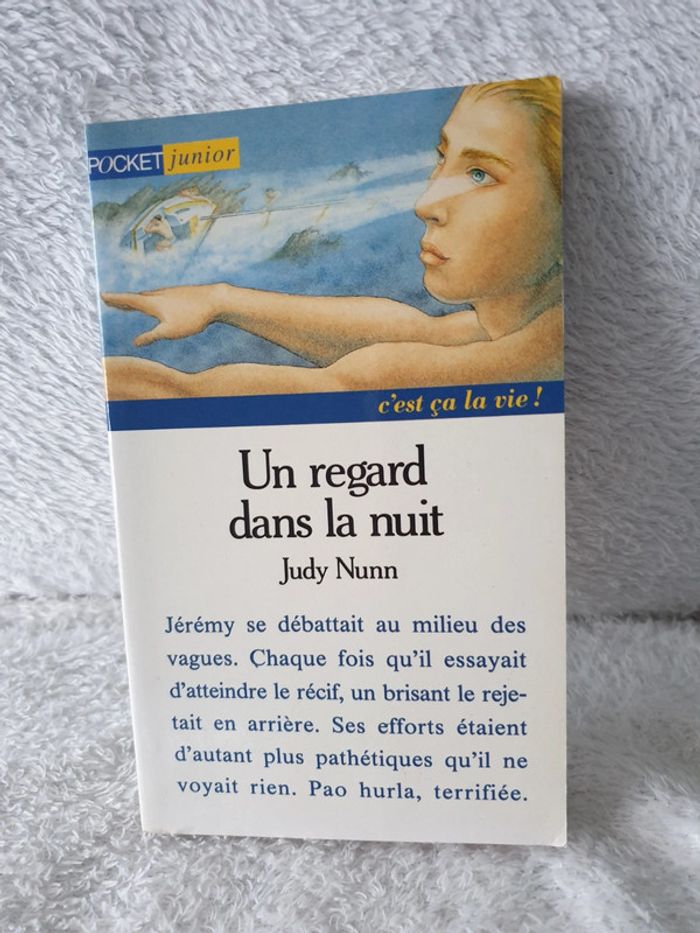 POCKET junior
c'est ça la vie !
Un regard
dans la nuit
Judy Nunn
Jérémy se débattait au milieu des
vagues. Chaque fois qu'il essayait
d'atteindre le récif, un brisant le reje-
tait en arrière. Ses efforts étaient
d'autant plus pathétiques qu'il ne
voyait rien. Pao hurla, terrifiée.